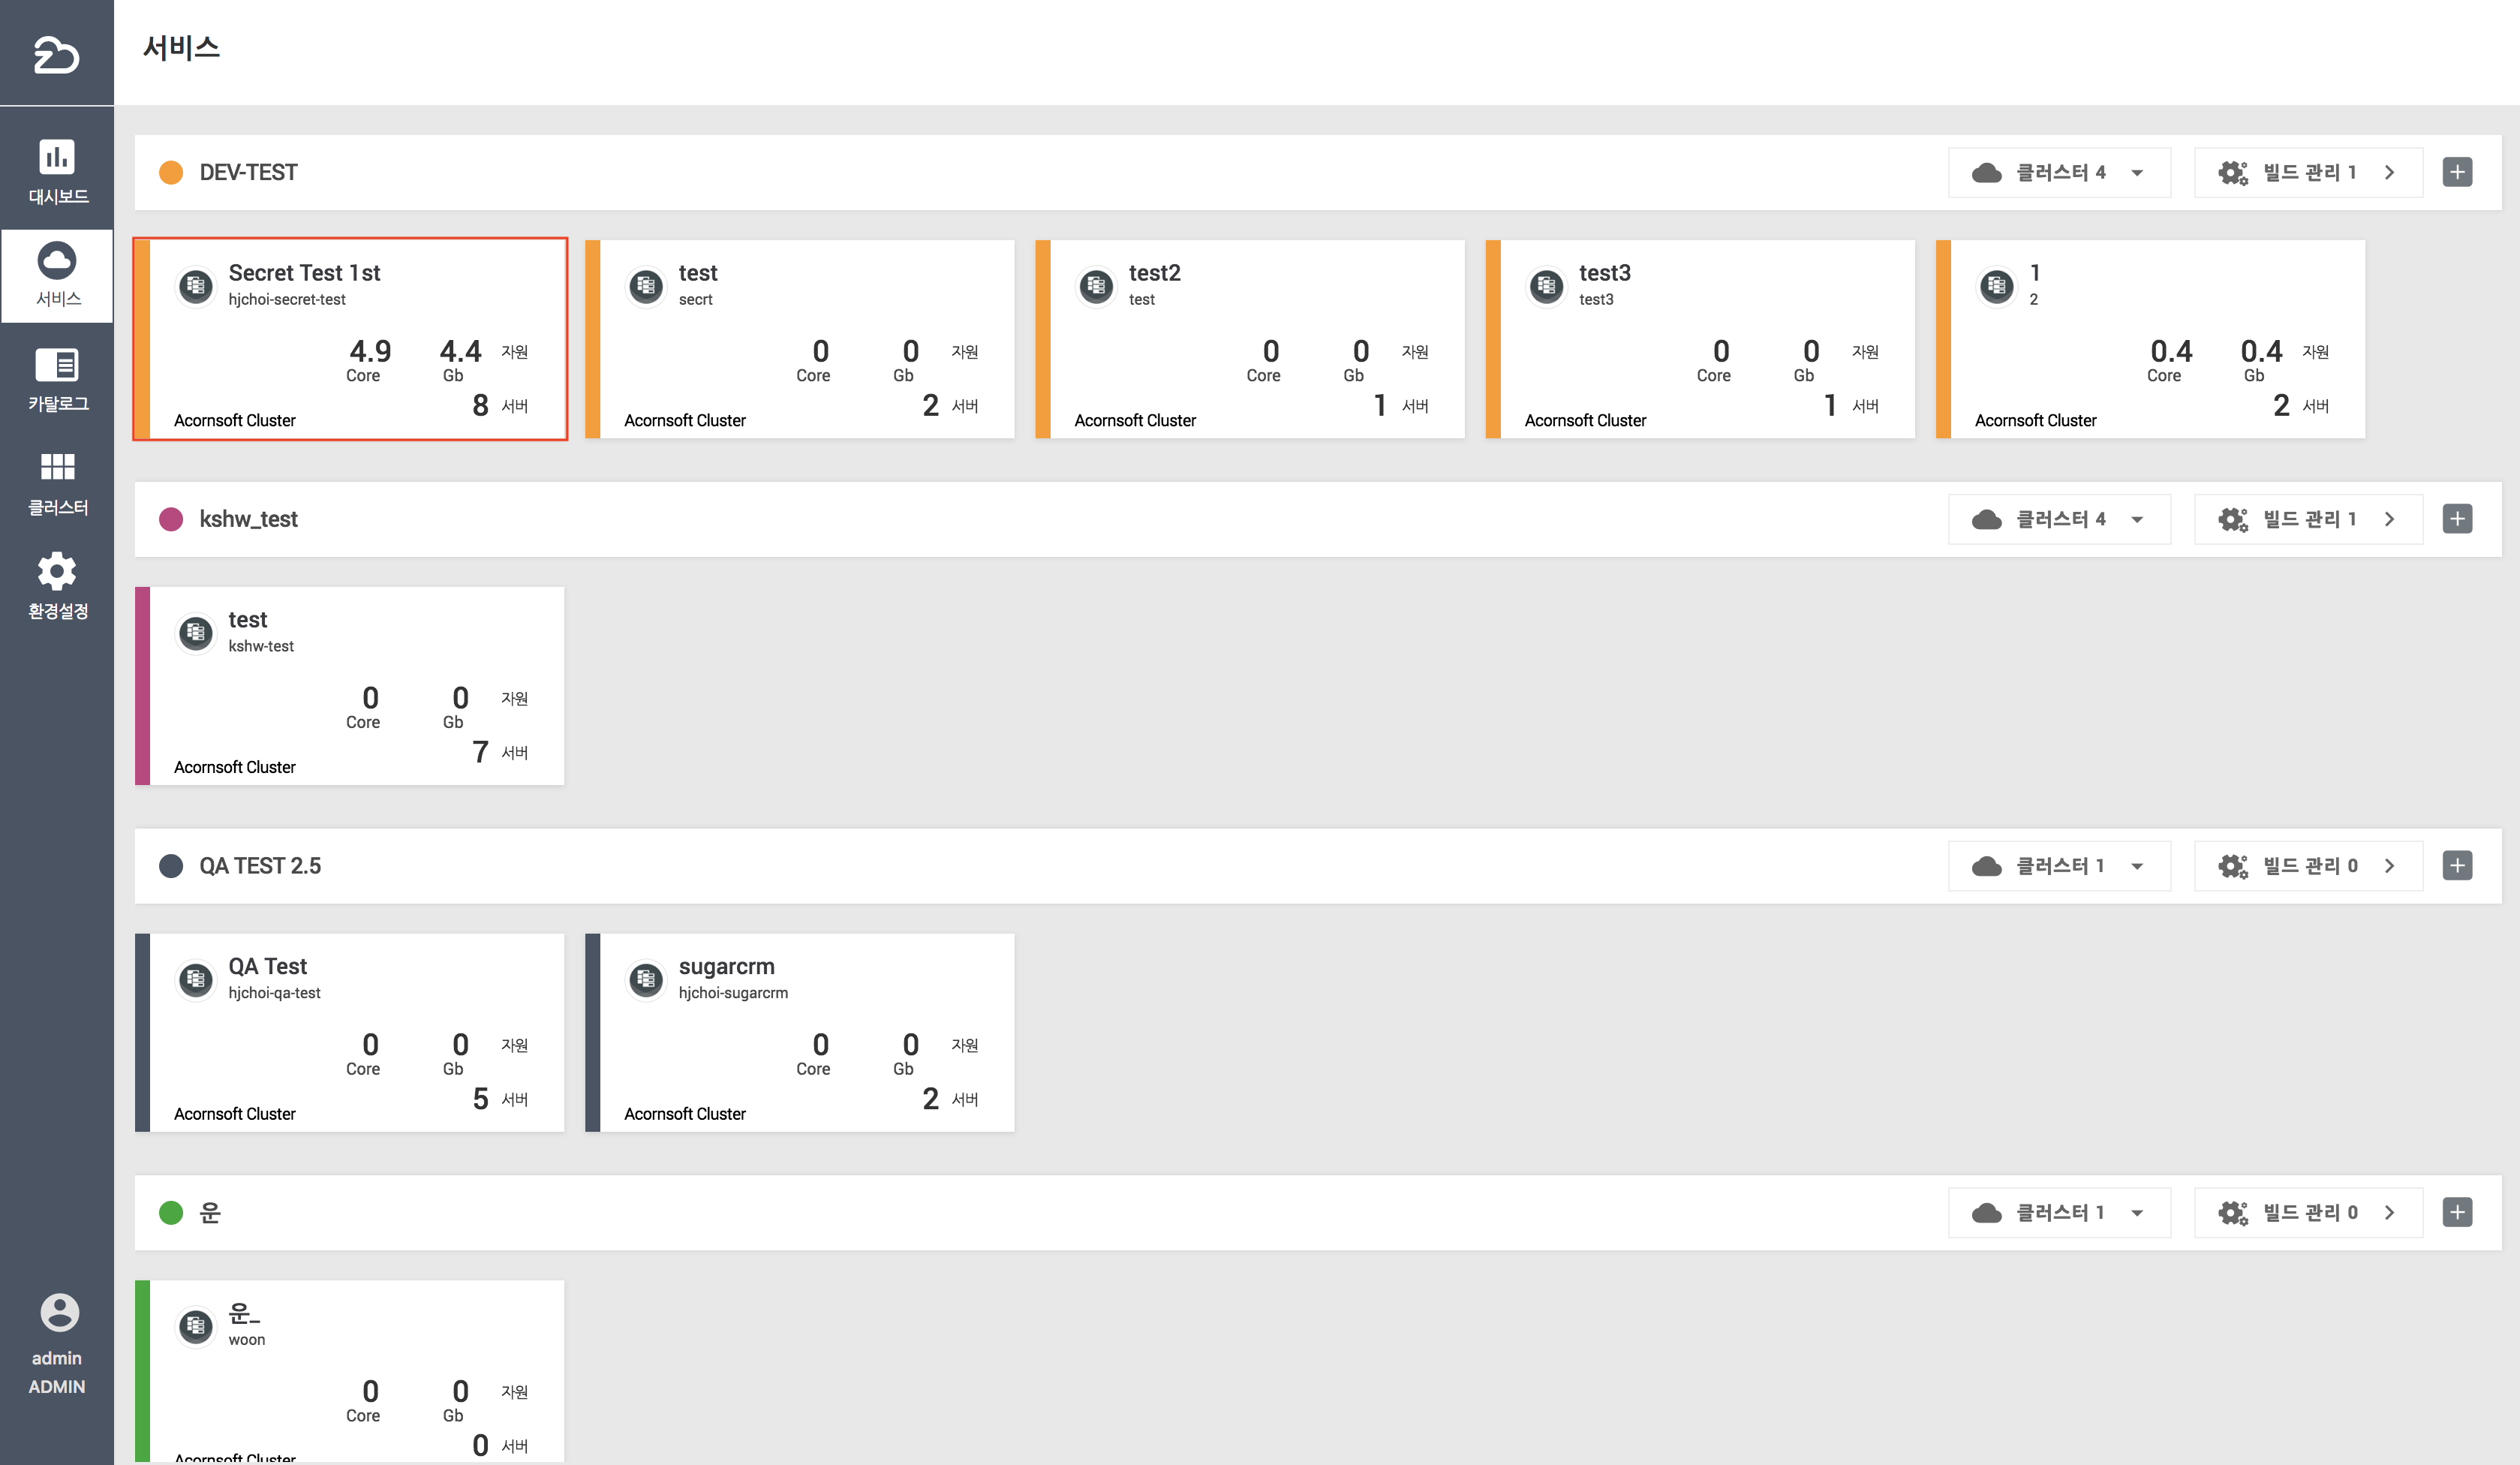 서비스
대시보드
서비스
카탈로그
클러스터
환경설정
admin
ADMIN
DEV-TEST
클러스터 4
빌드 관리 1
Secret Test 1st
hjchoi-secret-test
4.9 4.4 자원
Core Gb
8 서버
Acornsoft Cluster
test
secrt
0 0 자원
Core Gb
2 서버
Acornsoft Cluster
test2
test
0 0 자원
Core Gb
1 서버
Acornsoft Cluster
test3
test3
0 0 자원
Core Gb
1 서버
Acornsoft Cluster
1
2
0.4 0.4 자원
Core Gb
2 서버
Acornsoft Cluster
kshw_test
클러스터 4
빌드 관리 1
test
kshw-test
0 0 자원
Core Gb
7 서버
Acornsoft Cluster
QA TEST 2.5
클러스터 1
빌드 관리 0
QA Test
hjchoi-qa-test
0 0 자원
Core Gb
5 서버
Acornsoft Cluster
sugarcrm
hjchoi-sugarcrm
0 0 자원
Core Gb
2 서버
Acornsoft Cluster
운
클러스터 1
빌드 관리 0
운_
woon
0 0 자원
Core Gb
0 서버
Acornsoft Cluster